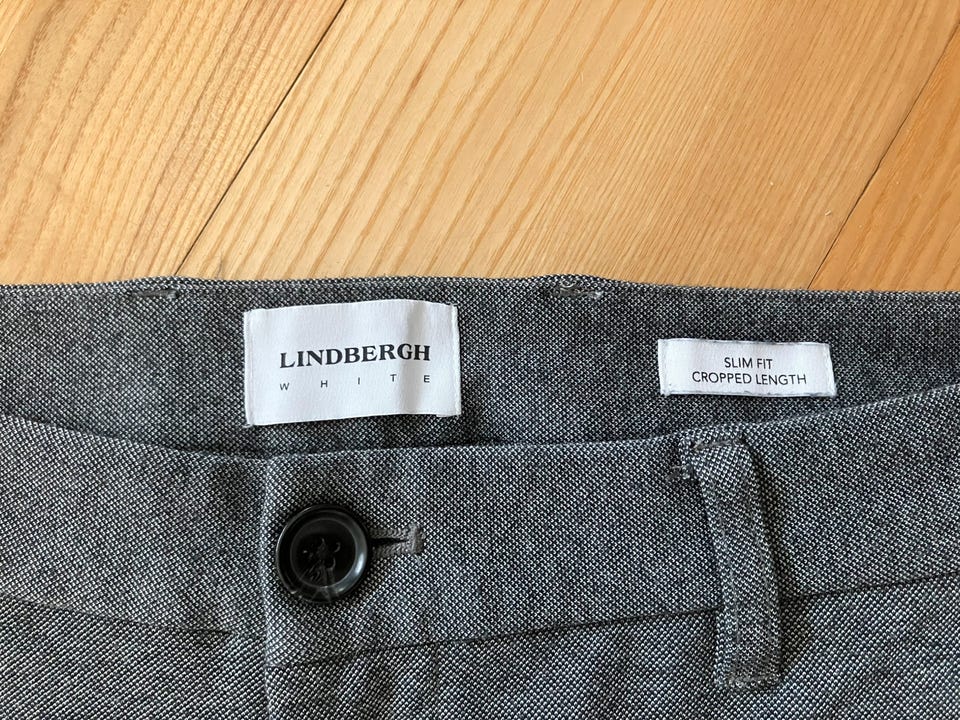 LINDBERGH
WHITE
SLIM FIT
CROPPED LENGTH